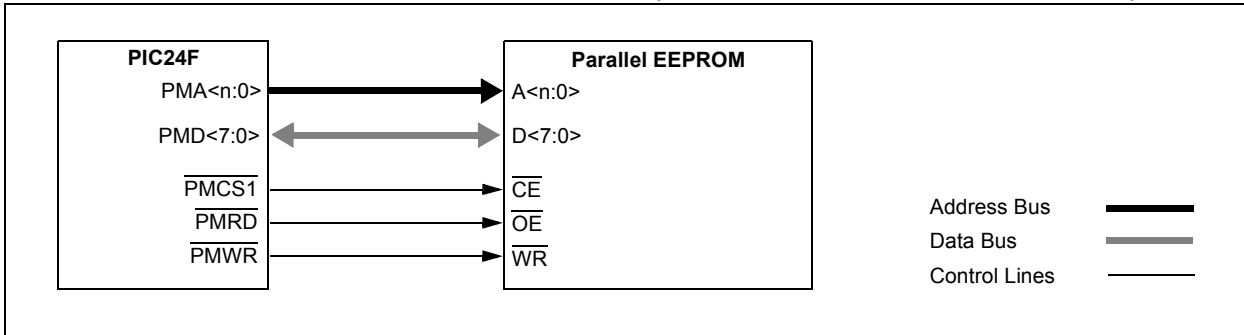 PIC24F
Parallel EEPROM
PMA<n:0>
A<n:0>
PMD<7:0>
D<7:0>
PMCS1
CE
PMRD
OE
PMWR
WR
Address Bus
Data Bus
Control Lines